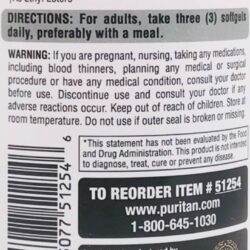 DIRECTIONS: For adults, take three (3) softgels
daily, preferably with a meal.
WARNING: If you are pregnant, nursing, taking any medications
including blood thinners, planning any medical or surgical
procedure or have any medical condition, consult your doctor
before use. Discontinue use and consult your doctor if any
adverse reactions occur. Keep out of reach of children. Store at
room temperature. Do not use if outer seal is broken or missing.
*This statement has not been evaluated by the Food
and Drug Administration. This product is not intended
to diagnose, treat, cure or prevent any disease.
TO REORDER ITEM # 51254
www.puritan.com
1-800-645-1030
6077 51254 6